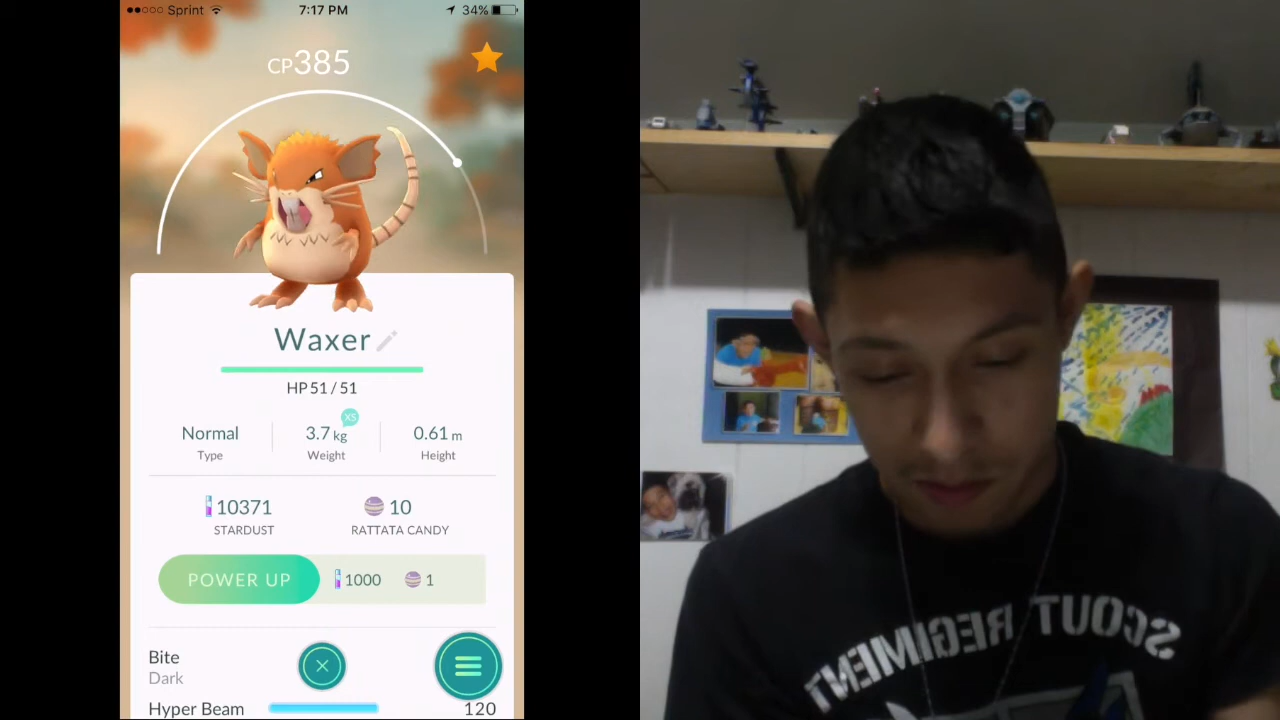 Sprint 7:17 PM 34%
CP385
Waxer
HP 51 / 51
Normal 3.7 kg XS 0.61 m
Type Weight Height
10371 10
STARDUST RATTATA CANDY
POWER UP 1000 1
Bite
Dark
Hyper Beam 120
SCOUT REGIMENT